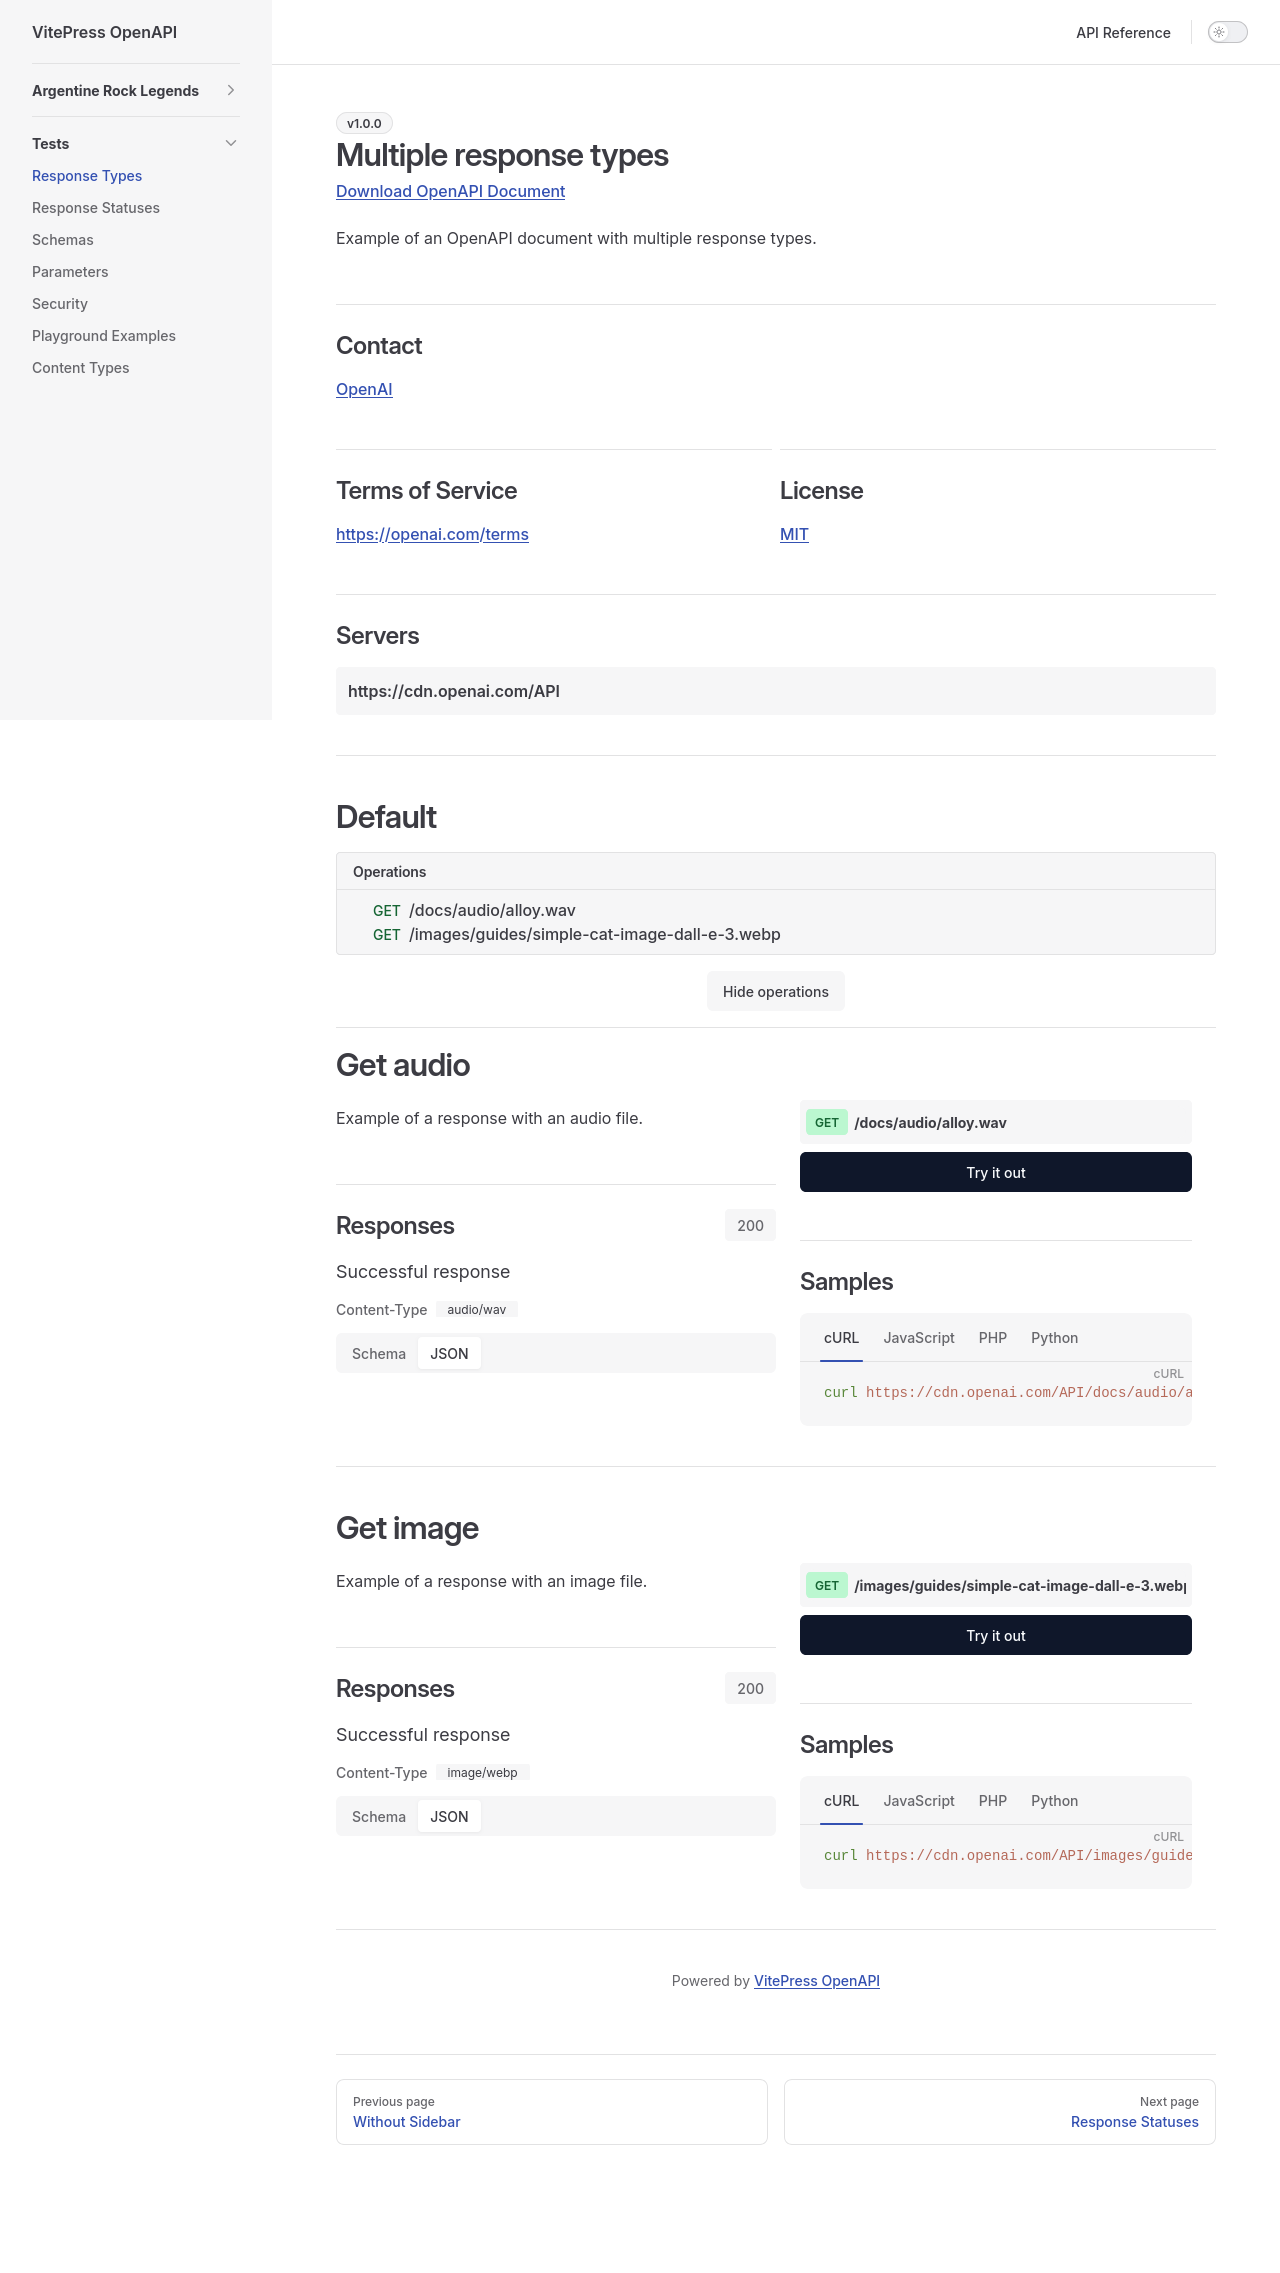 VitePress OpenAPI
API Reference
Argentine Rock Legends
Tests
Response Types
Response Statuses
Schemas
Parameters
Security
Playground Examples
Content Types
v1.0.0
Multiple response types
Download OpenAPI Document
Example of an OpenAPI document with multiple response types.
Contact
OpenAI
Terms of Service
https://openai.com/terms
License
MIT
Servers
https://cdn.openai.com/API
Default
Operations
GET /docs/audio/alloy.wav
GET /images/guides/simple-cat-image-dall-e-3.webp
Hide operations
Get audio
Example of a response with an audio file.
Responses 200
Successful response
Content-Type audio/wav
Schema JSON
GET /docs/audio/alloy.wav
Try it out
Samples
cURL JavaScript PHP Python
cURL
curl https://cdn.openai.com/API/docs/audio/a
Get image
Example of a response with an image file.
Responses 200
Successful response
Content-Type image/webp
Schema JSON
GET /images/guides/simple-cat-image-dall-e-3.webp
Try it out
Samples
cURL JavaScript PHP Python
cURL
curl https://cdn.openai.com/API/images/guide
Powered by VitePress OpenAPI
Previous page
Without Sidebar
Next page
Response Statuses